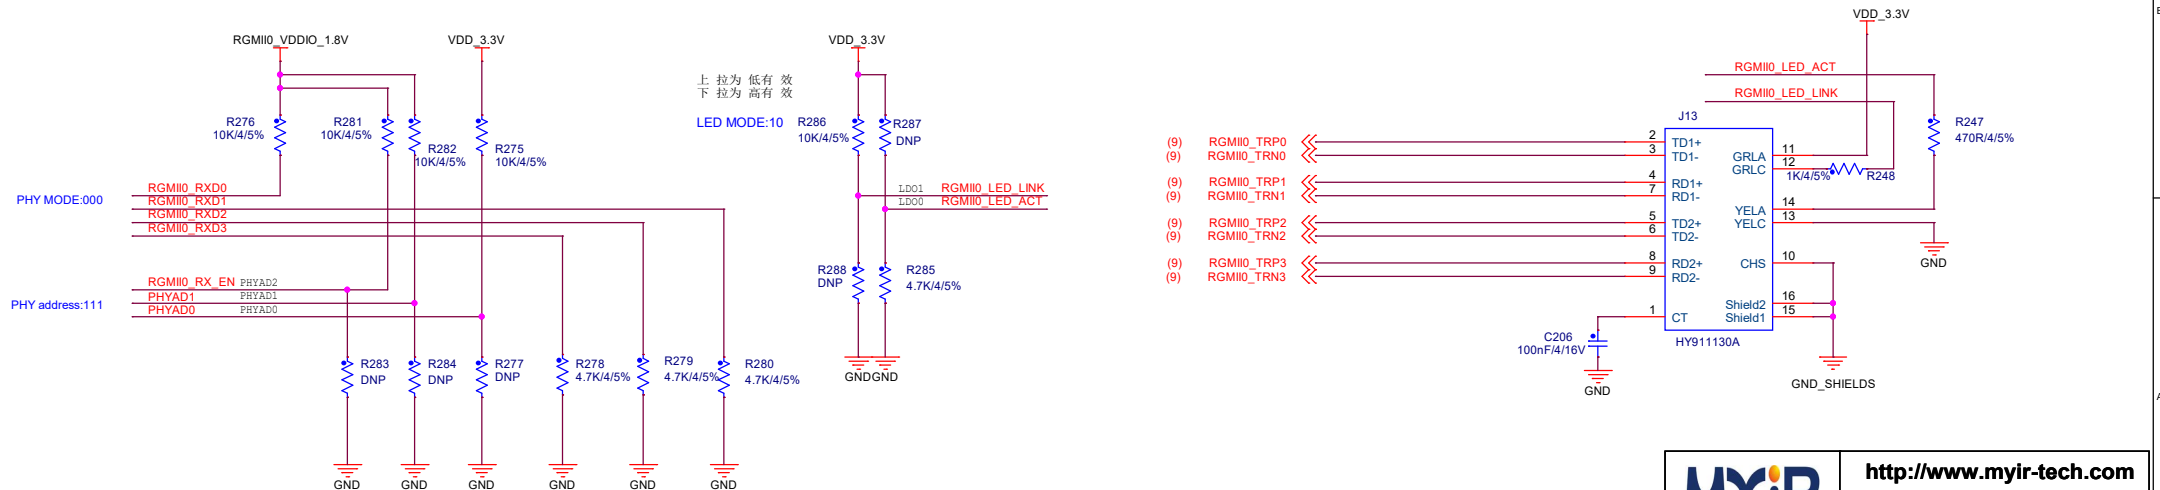 RGMII0_VDDIO_1.8V
VDD_3.3V
R276
10K/4/5%
R281
10K/4/5%
R282
10K/4/5%
R275
10K/4/5%
PHY MODE:000
RGMII0_RXD0
RGMII0_RXD1
RGMII0_RXD2
RGMII0_RXD3
RGMII0_RX_EN PHYAD2
PHYAD1 PHYAD1
PHYAD0 PHYAD0
PHY address:111
R283
DNP
R284
DNP
R277
DNP
R278
4.7K/4/5%
R279
4.7K/4/5%
R280
4.7K/4/5%
GND
GND
GND
GND
GND
GND
VDD_3.3V
上 拉为 低有 效
下 拉为 高有 效
LED MODE:10
R286
10K/4/5%
R287
DNP
LDO1 RGMII0_LED_LINK
LDO0 RGMII0_LED_ACT
R288
DNP
R285
4.7K/4/5%
GND
GND
VDD_3.3V
RGMII0_LED_ACT
RGMII0_LED_LINK
J13
R247
470R/4/5%
(9) RGMII0_TRP0 2 TD1+
(9) RGMII0_TRN0 3 TD1-
(9) RGMII0_TRP1 4 RD1+
(9) RGMII0_TRN1 7 RD1-
(9) RGMII0_TRP2 5 TD2+
(9) RGMII0_TRN2 6 TD2-
(9) RGMII0_TRP3 8 RD2+
(9) RGMII0_TRN3 9 RD2-
1 CT
GRLA 11
GRLC 12
1K/4/5% R248
YELA 14
YELC 13
CHS 10
Shield2 16
Shield1 15
HY911130A
C206
100nF/4/16V
GND
GND
GND_SHIELDS
MYiR
http://www.myir-tech.com